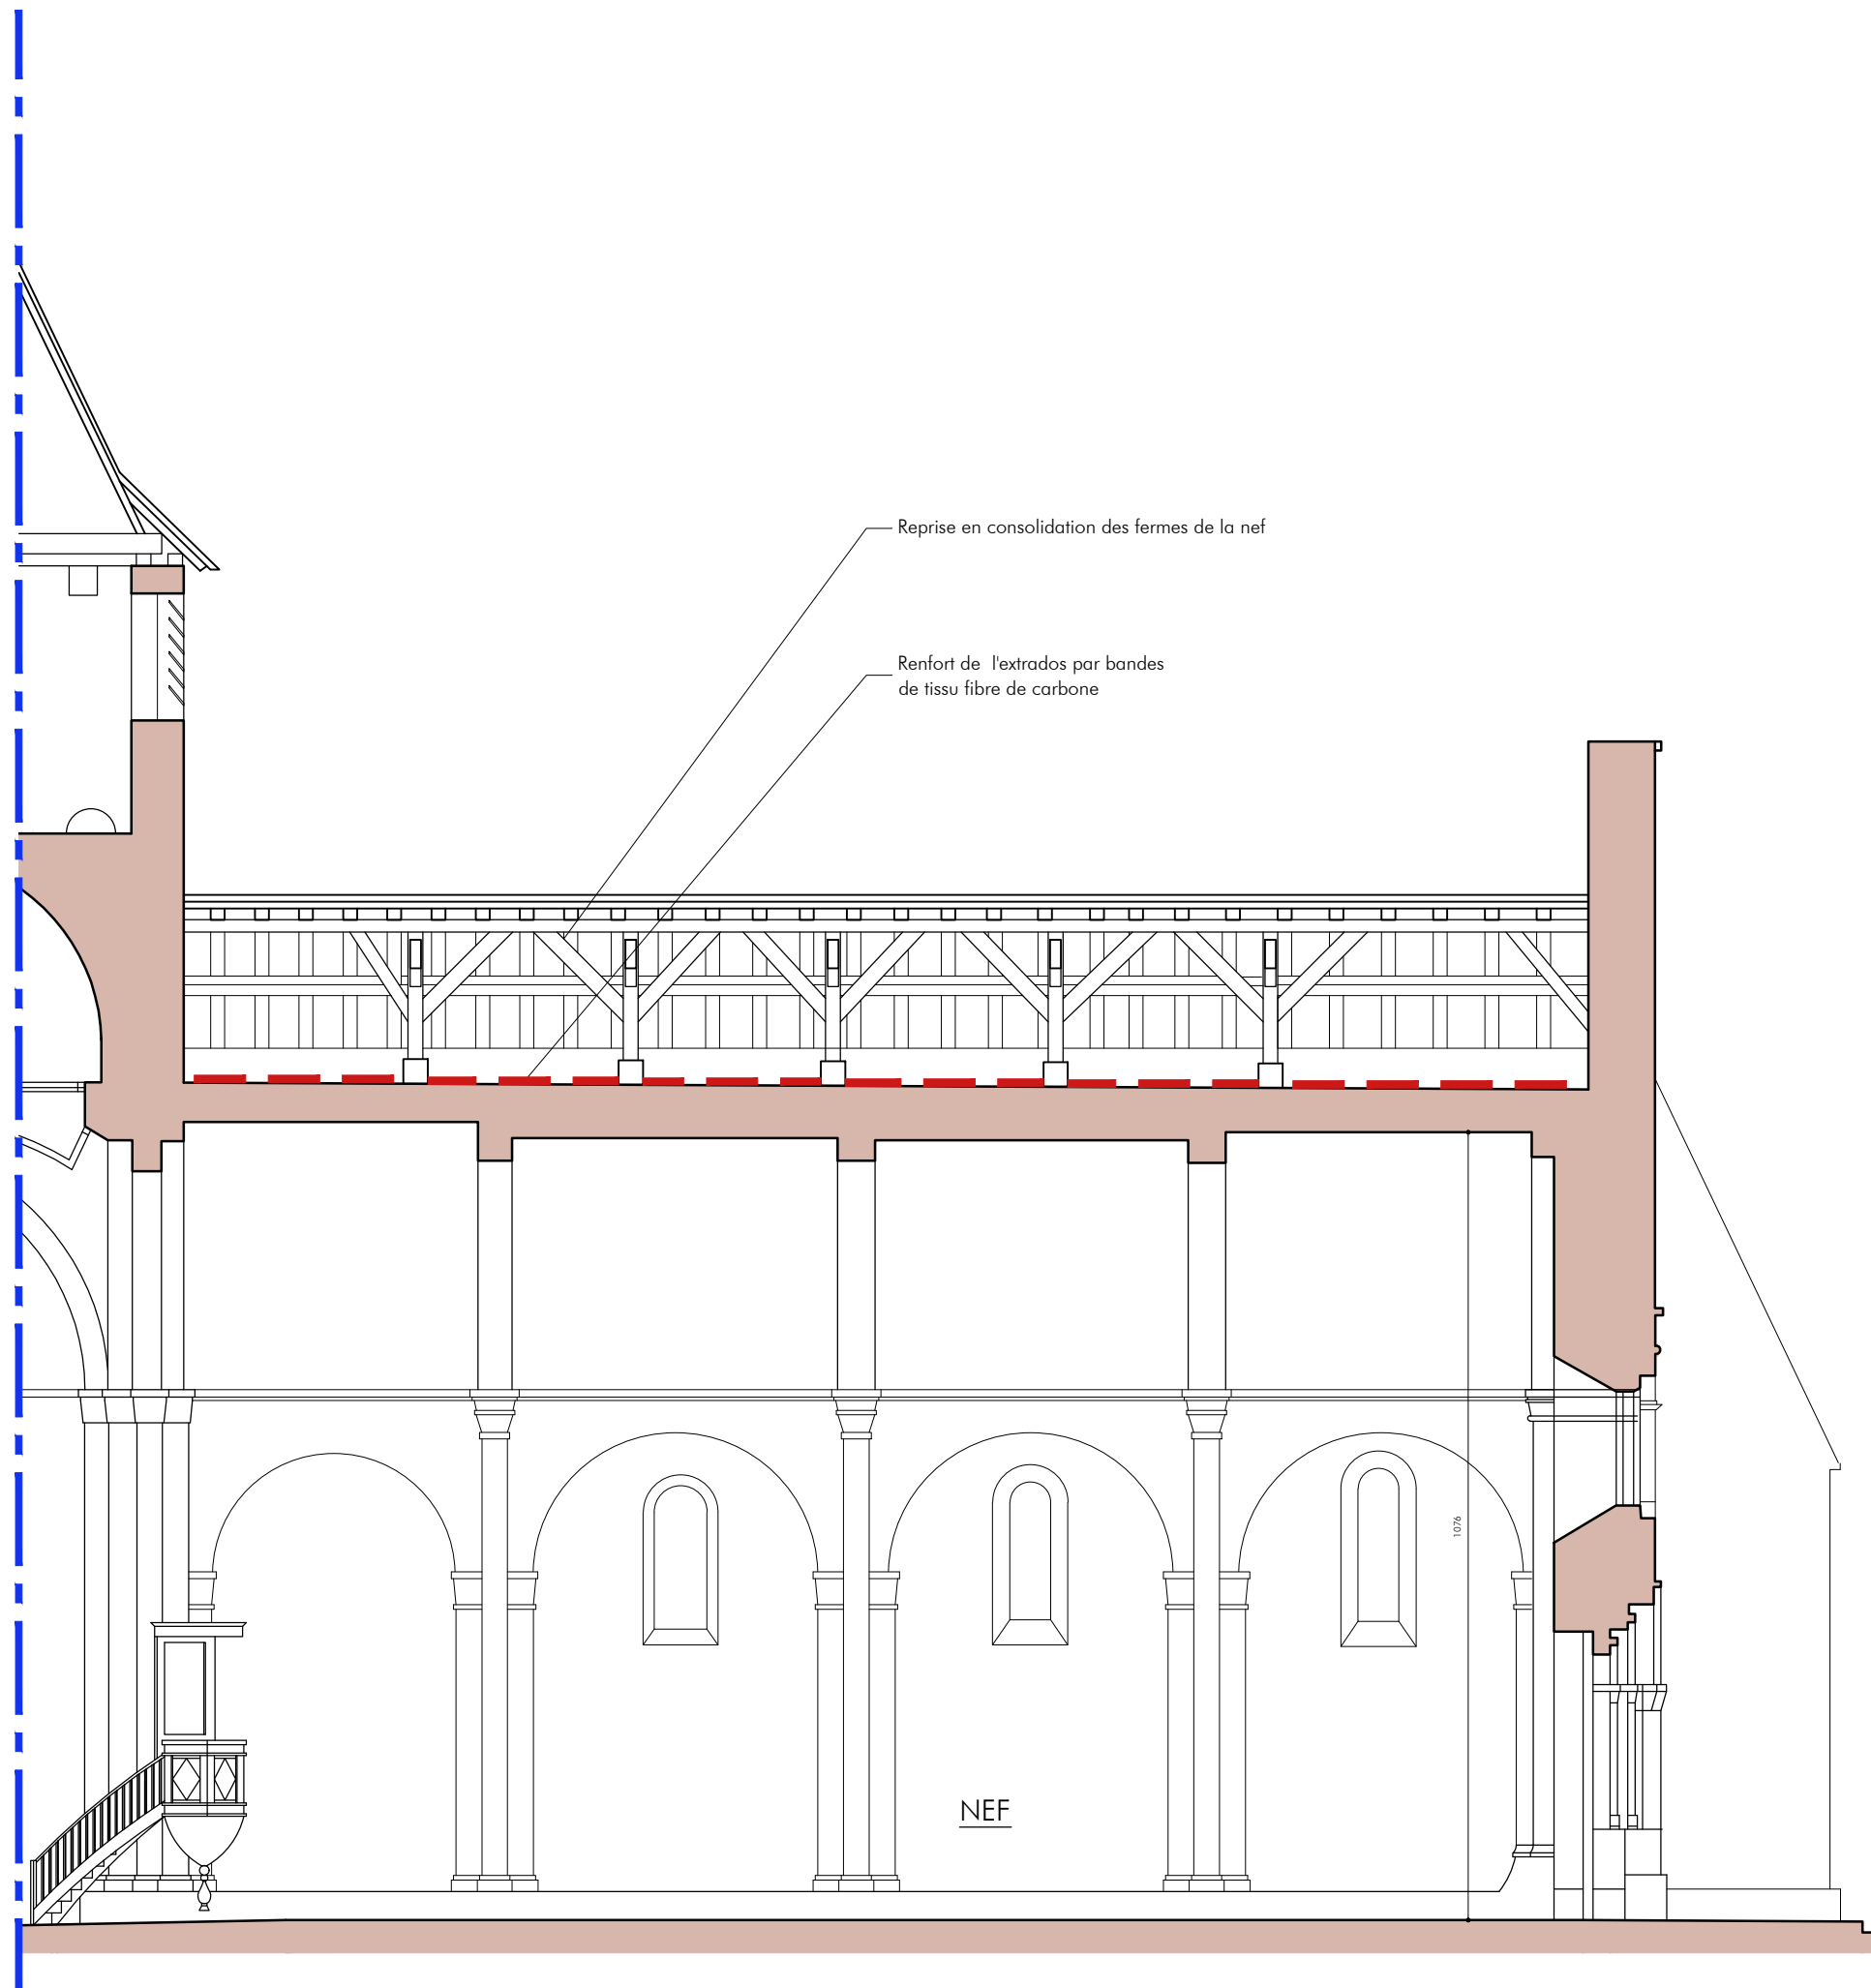 Reprise en consolidation des fermes de la nef
Renfort de  l'extrados par bandes
de tissu fibre de carbone
1076
NEF